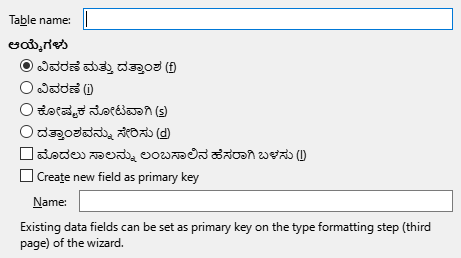 Table name:
ಆಯ್ಕೆಗಳು
ವಿವರಣೆ ಮತ್ತು ದತ್ತಾಂಶ (f)
ವಿವರಣೆ (i)
ಕೋಷ್ಟಕ ನೋಟವಾಗಿ (s)
ದತ್ತಾಂಶವನ್ನು ಸೇರಿಸು (d)
ಮೊದಲು ಸಾಲನ್ನು ಲಂಬಸಾಲಿನ ಹೆಸರಾಗಿ ಬಳಸು (l)
Create new field as primary key
Name:
Existing data fields can be set as primary key on the type formatting step (third
page) of the wizard.